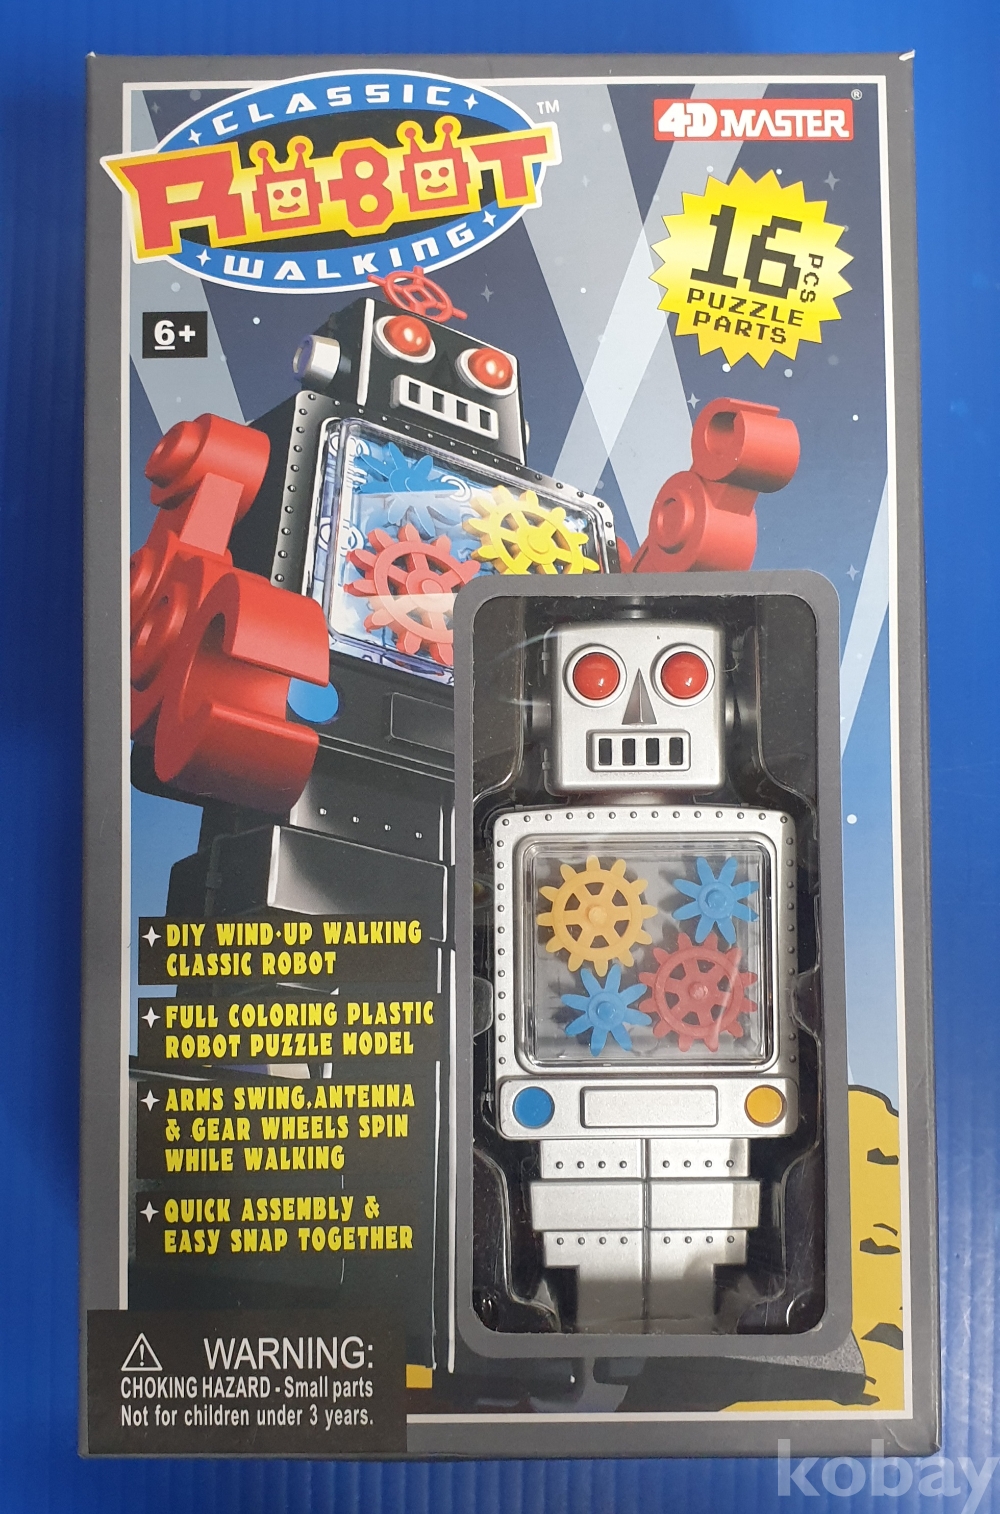 CLASSIC
ROBOT
WALKING
TM
4D MASTER ®
16 PCS
PUZZLE
PARTS
6+
DIY WIND-UP WALKING
CLASSIC ROBOT
FULL COLORING PLASTIC
ROBOT PUZZLE MODEL
ARMS SWING, ANTENNA
& GEAR WHEELS SPIN
WHILE WALKING
QUICK ASSEMBLY &
EASY SNAP TOGETHER
WARNING:
CHOKING HAZARD - Small parts
Not for children under 3 years.
kobay